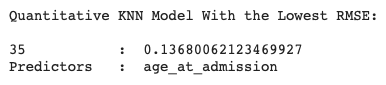 Quantitative KNN Model With the Lowest RMSE:
35 : 0.13680062123469927
Predictors : age_at_admission